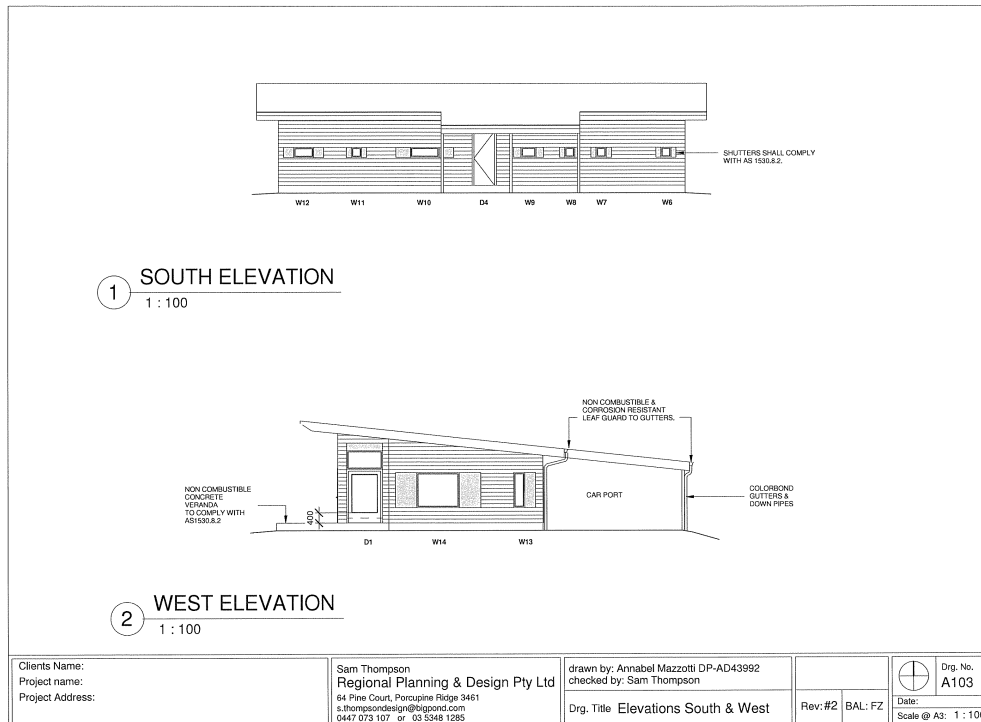 SHUTTERS SHALL COMPLY
WITH AS 1530.8.2.
W12 W11 W10 D4 W9 W8 W7 W6
1 SOUTH ELEVATION
1 : 100
NON COMBUSTIBLE &
CORROSION RESISTANT
LEAF GUARD TO GUTTERS.
NON COMBUSTIBLE
CONCRETE
VERANDA
TO COMPLY WITH
AS1530.8.2
400
CAR PORT
COLORBOND
GUTTERS &
DOWN PIPES
D1 W14 W13
2 WEST ELEVATION
1 : 100
Clients Name:
Project name:
Project Address:
Sam Thompson
Regional Planning & Design Pty Ltd
64 Pine Court, Porcupine Ridge 3461
s.thompsondesign@bigpond.com
0447 073 107 or 03 5348 1285
drawn by: Annabel Mazzotti DP-AD43992
checked by: Sam Thompson
Drg. Title Elevations South & West
Rev:#2 BAL: FZ
Drg. No.
A103
Date:
Scale @ A3: 1 : 100